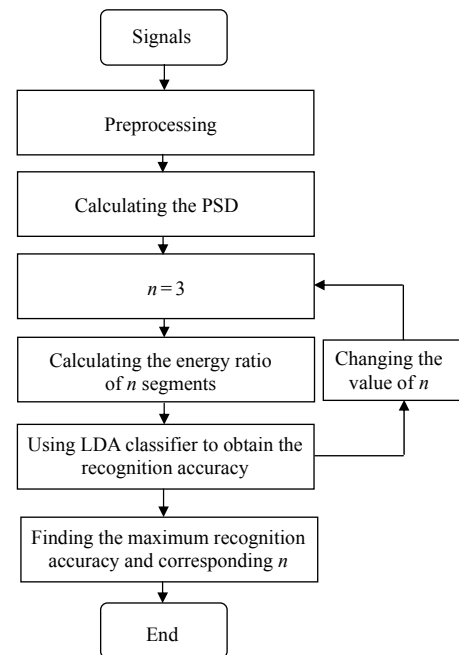 Signals
Preprocessing
Calculating the PSD
n = 3
Calculating the energy ratio
of n segments
Changing the
value of n
Using LDA classifier to obtain the
recognition accuracy
Finding the maximum recognition
accuracy and corresponding n
End